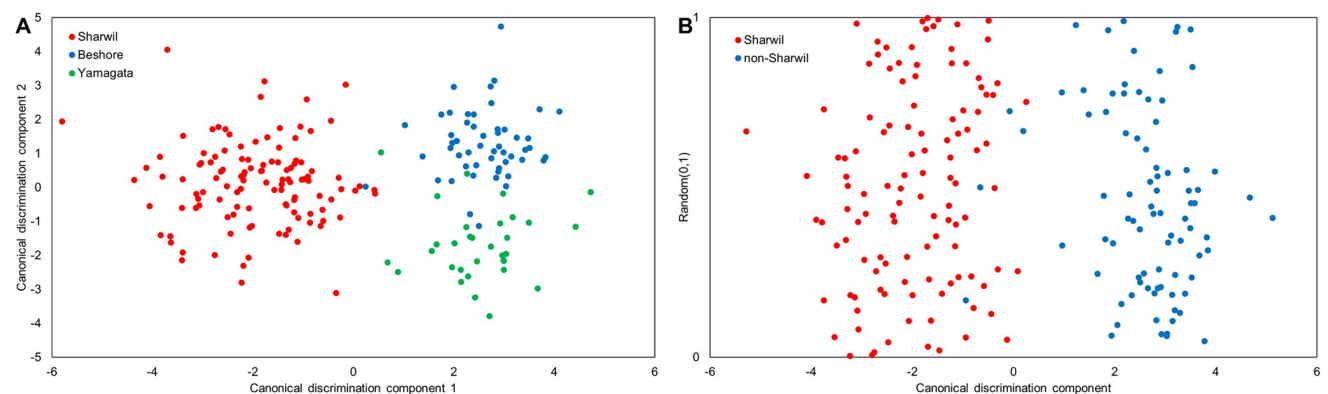 A
5
4
3
2
1
0
-1
-2
-3
-4
-5
Sharwil
Beshore
Yamagata
-6
-4
-2
0
2
4
6
Canonical discrimination component 1
Canonical discrimination component 2
B
1
0
Sharwil
non-Sharwil
-6
-4
-2
0
2
4
6
Canonical discrimination component
Random(0,1)